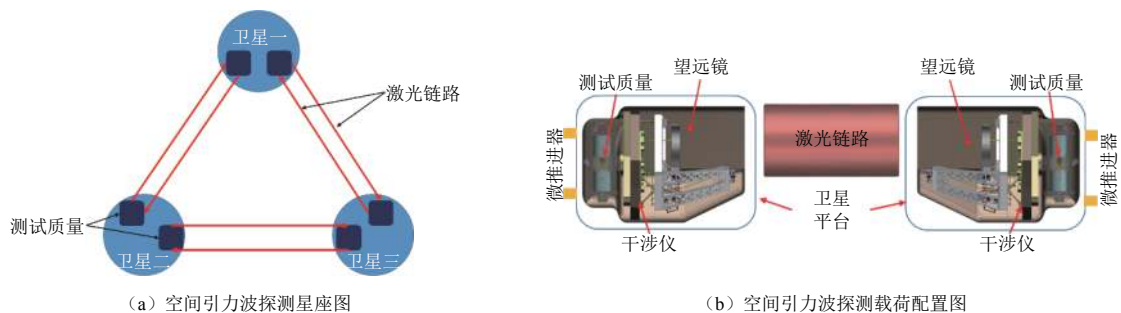 卫星一
激光链路
测试质量
卫星二
卫星三
（a）空间引力波探测星座图
望远镜
测试质量
微推进器
激光链路
卫星
平台
干涉仪
望远镜
测试质量
微推进器
干涉仪
（b）空间引力波探测载荷配置图